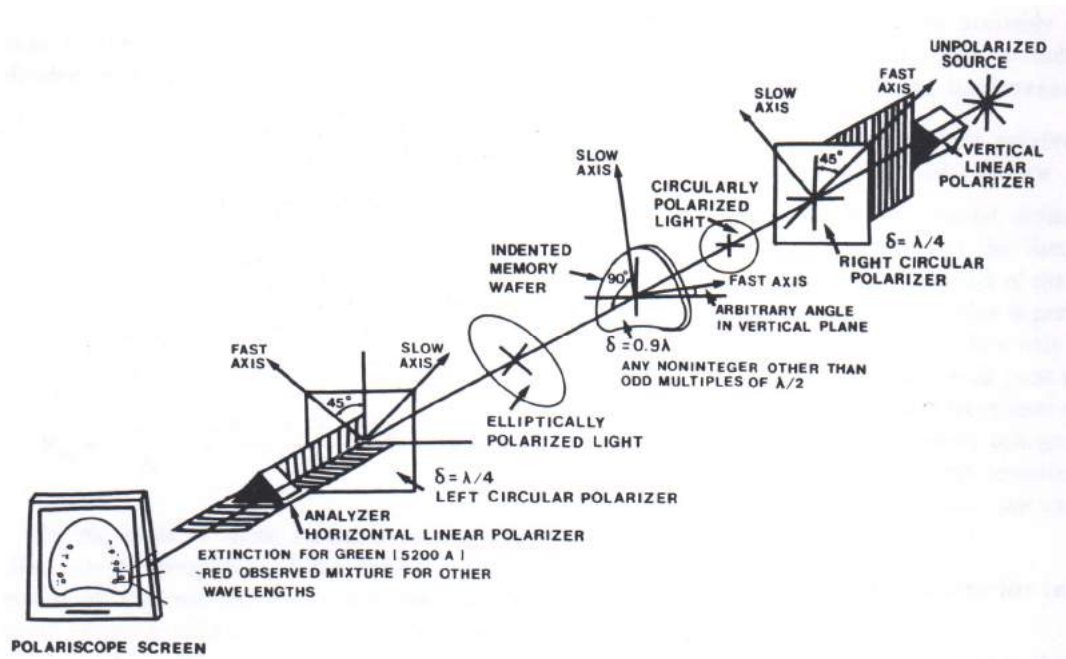 UNPOLARIZED
SOURCE
FAST
AXIS
SLOW
AXIS
45°
VERTICAL
LINEAR
POLARIZER
δ = λ/4
RIGHT CIRCULAR
POLARIZER
CIRCULARLY
POLARIZED
LIGHT
SLOW
AXIS
INDENTED
MEMORY
WAFER
90°
FAST AXIS
ARBITRARY ANGLE
IN VERTICAL PLANE
δ = 0.9λ
ANY NONINTEGER OTHER THAN
ODD MULTIPLES OF λ/2
FAST
AXIS
SLOW
AXIS
45°
ELLIPTICALLY
POLARIZED LIGHT
δ = λ/4
LEFT CIRCULAR POLARIZER
ANALYZER
HORIZONTAL LINEAR POLARIZER
EXTINCTION FOR GREEN (5200 A)
-RED OBSERVED MIXTURE FOR OTHER
WAVELENGTHS
POLARISCOPE SCREEN